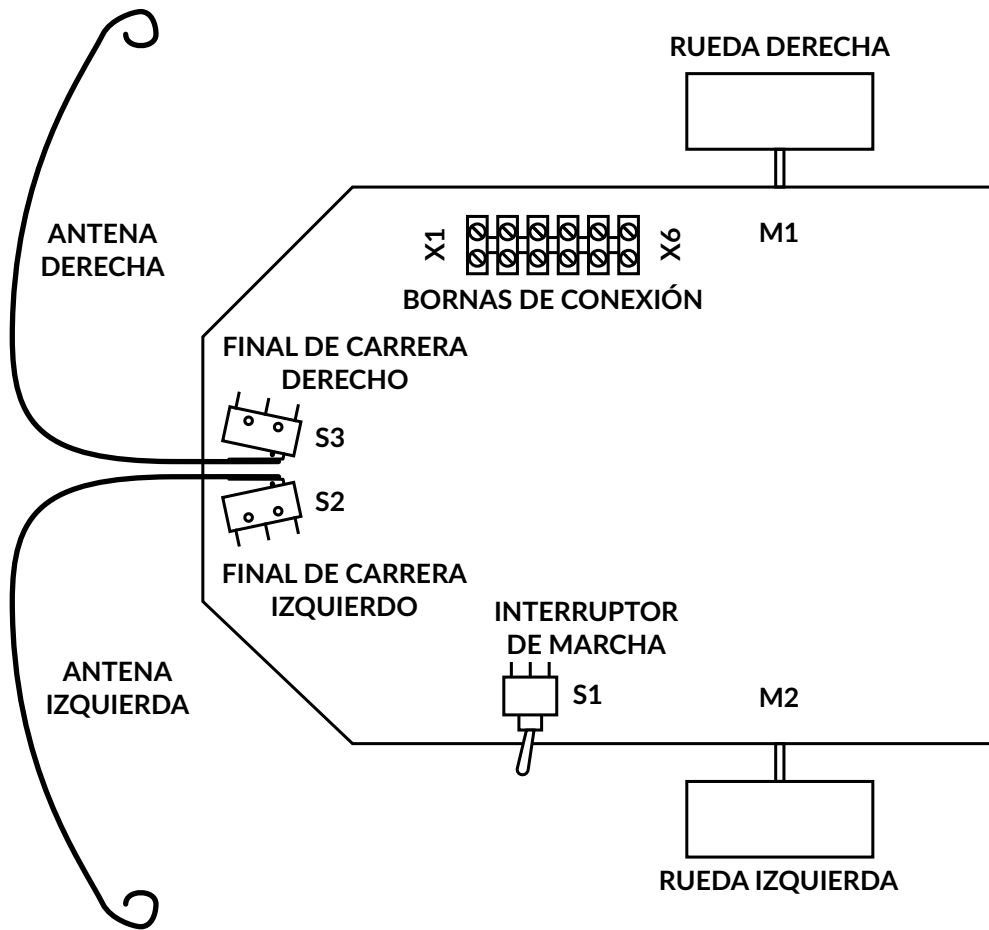 RUEDA DERECHA
ANTENA
DERECHA
X1
X6
M1
BORNAS DE CONEXIÓN
FINAL DE CARRERA
DERECHO
S3
S2
FINAL DE CARRERA
IZQUIERDO
INTERRUPTOR
DE MARCHA
ANTENA
IZQUIERDA
S1
M2
RUEDA IZQUIERDA